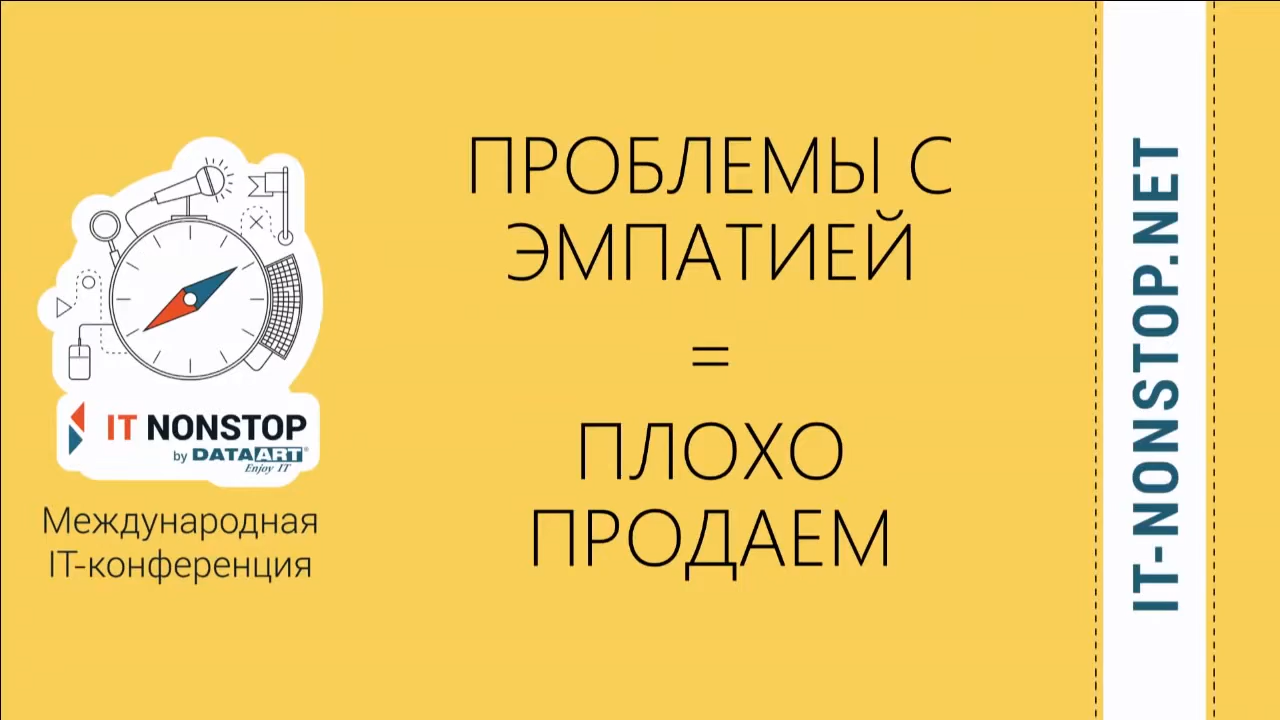 ПРОБЛЕМЫ С
ЭМПАТИЕЙ
=
ПЛОХО
ПРОДАЕМ
IT NONSTOP
by DATAART®
Enjoy IT
Международная
IT-конференция
IT-NONSTOP.NET